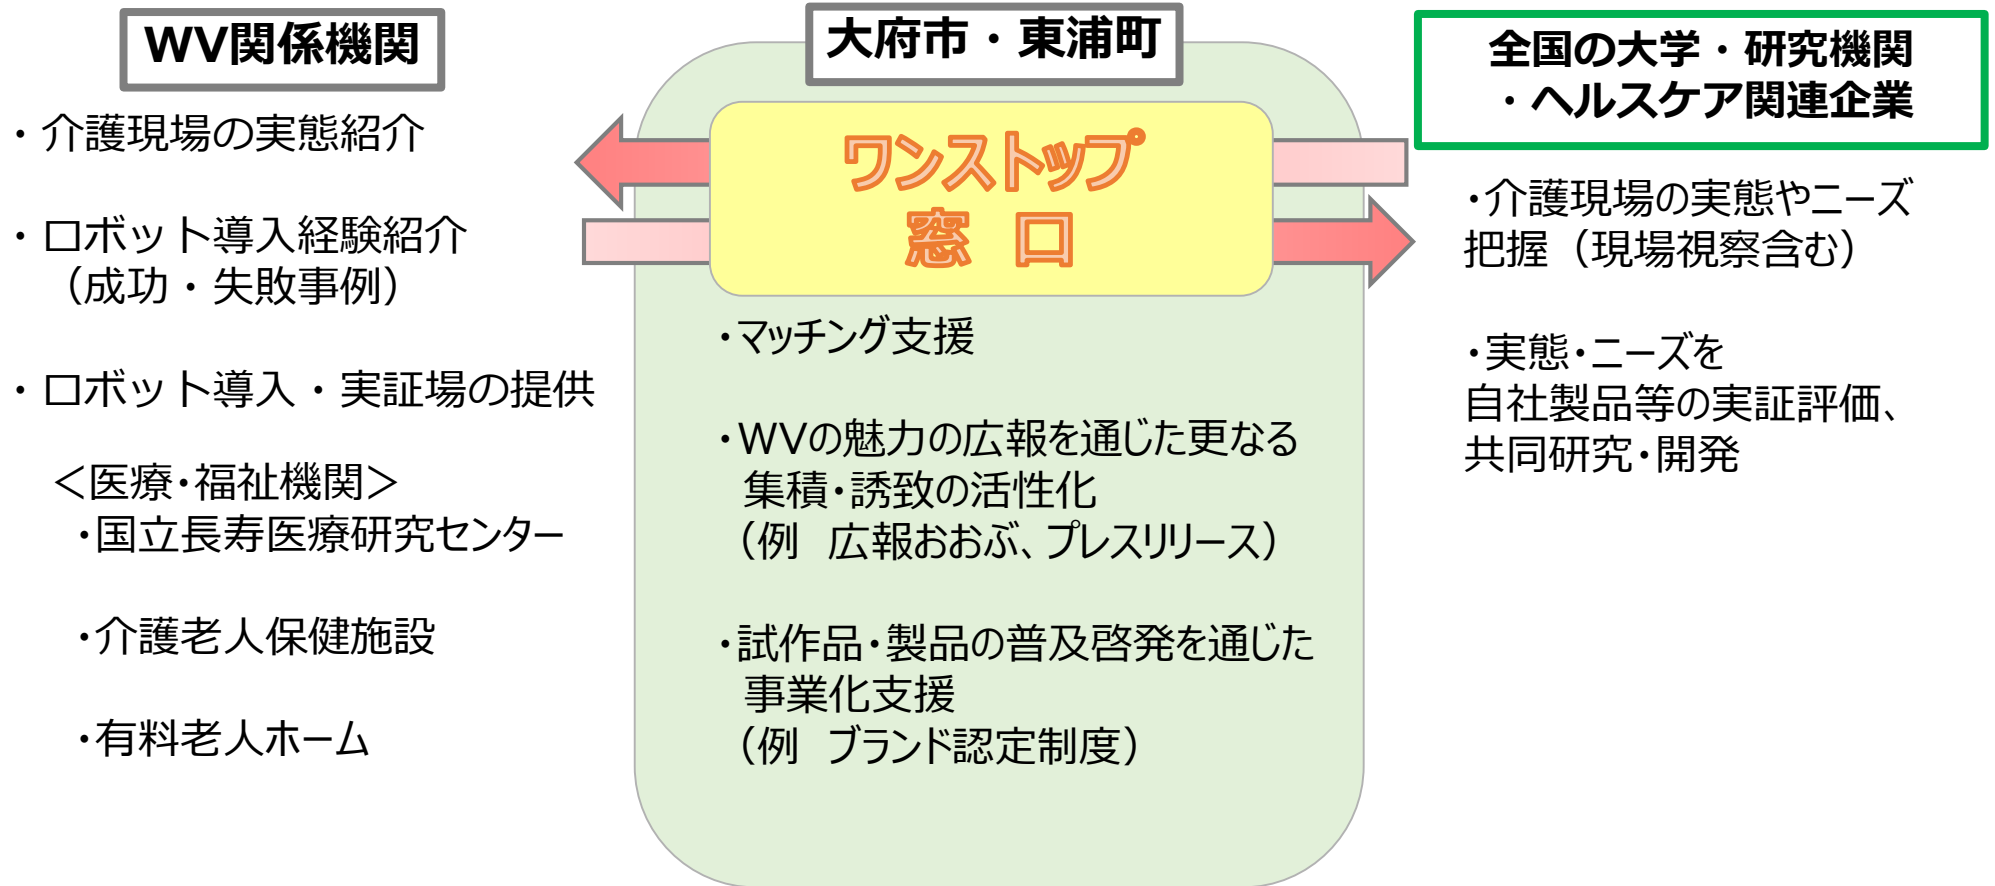 WV関係機関
・介護現場の実態紹介
・ロボット導入経験紹介
（成功・失敗事例）
・ロボット導入・実証場の提供
＜医療・福祉機関＞
・国立長寿医療研究センター
・介護老人保健施設
・有料老人ホーム
大府市・東浦町
ワンストップ
窓　口
・マッチング支援
・WVの魅力の広報を通じた更なる
集積・誘致の活性化
（例　広報おおぶ、プレスリリース）
・試作品・製品の普及啓発を通じた
事業化支援
（例　ブランド認定制度）
全国の大学・研究機関
・ヘルスケア関連企業
・介護現場の実態やニーズ
把握（現場視察含む）
・実態・ニーズを
自社製品等の実証評価、
共同研究・開発